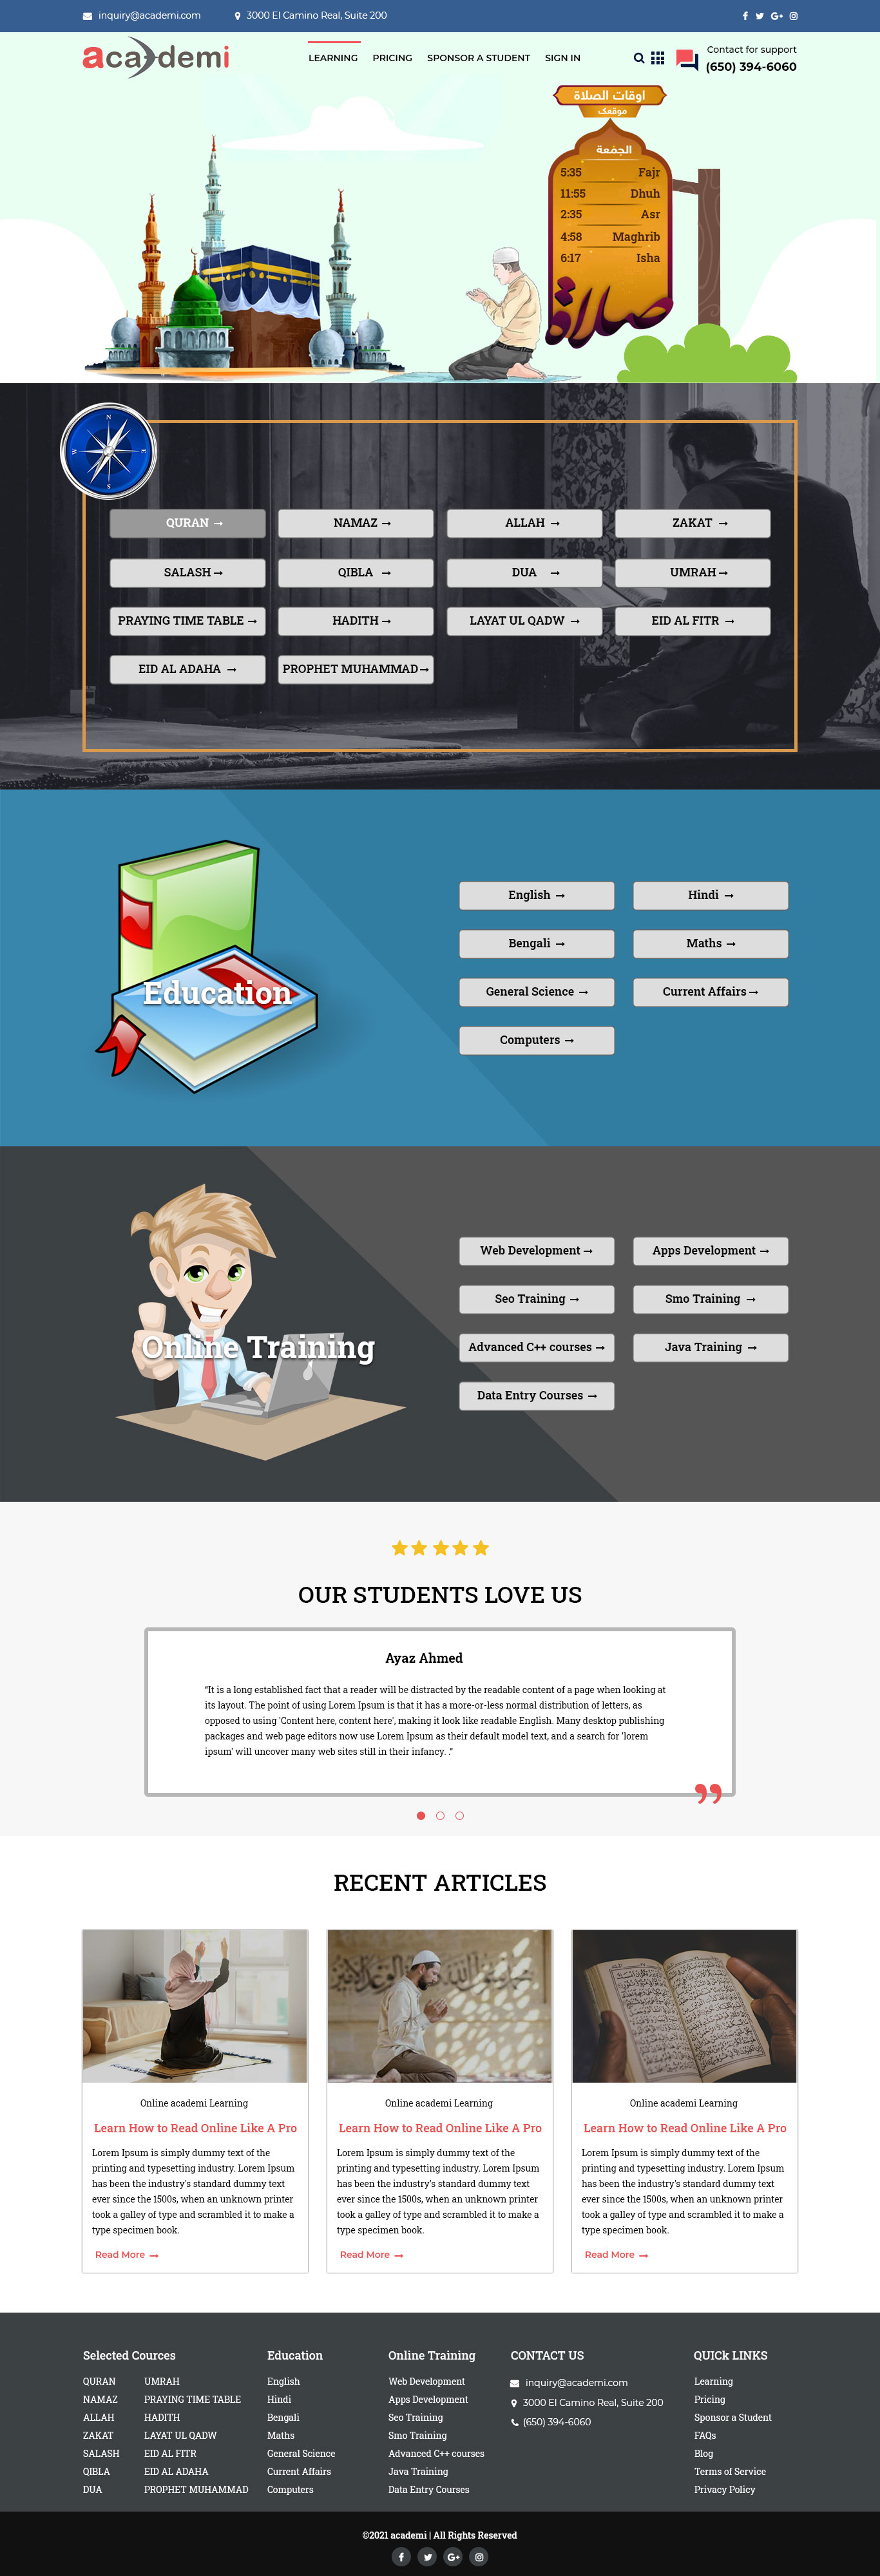 inquiry@academi.com
3000 El Camino Real, Suite 200
academi
LEARNING
PRICING
SPONSOR A STUDENT
SIGN IN
Contact for support
(650) 394-6060
اوقات الصلاة
موقعك
الجمعة
5:35 Fajr
11:55 Dhuh
2:35 Asr
4:58 Maghrib
6:17 Isha
صلاة
N
W E
S
QURAN
NAMAZ
ALLAH
ZAKAT
SALASH
QIBLA
DUA
UMRAH
PRAYING TIME TABLE
HADITH
LAYAT UL QADW
EID AL FITR
EID AL ADAHA
PROPHET MUHAMMAD
Education
English
Hindi
Bengali
Maths
General Science
Current Affairs
Computers
Online Training
Web Development
Apps Development
Seo Training
Smo Training
Advanced C++ courses
Java Training
Data Entry Courses
OUR STUDENTS LOVE US
Ayaz Ahmed
"It is a long established fact that a reader will be distracted by the readable content of a page when looking at
its layout. The point of using Lorem Ipsum is that it has a more-or-less normal distribution of letters, as
opposed to using 'Content here, content here', making it look like readable English. Many desktop publishing
packages and web page editors now use Lorem Ipsum as their default model text, and a search for 'lorem
ipsum' will uncover many web sites still in their infancy. ."
RECENT ARTICLES
Online academi Learning
Learn How to Read Online Like A Pro
Lorem Ipsum is simply dummy text of the
printing and typesetting industry. Lorem Ipsum
has been the industry's standard dummy text
ever since the 1500s, when an unknown printer
took a galley of type and scrambled it to make a
type specimen book.
Read More
Online academi Learning
Learn How to Read Online Like A Pro
Lorem Ipsum is simply dummy text of the
printing and typesetting industry. Lorem Ipsum
has been the industry's standard dummy text
ever since the 1500s, when an unknown printer
took a galley of type and scrambled it to make a
type specimen book.
Read More
Online academi Learning
Learn How to Read Online Like A Pro
Lorem Ipsum is simply dummy text of the
printing and typesetting industry. Lorem Ipsum
has been the industry's standard dummy text
ever since the 1500s, when an unknown printer
took a galley of type and scrambled it to make a
type specimen book.
Read More
Selected Cources
QURAN
NAMAZ
ALLAH
ZAKAT
SALASH
QIBLA
DUA
UMRAH
PRAYING TIME TABLE
HADITH
LAYAT UL QADW
EID AL FITR
EID AL ADAHA
PROPHET MUHAMMAD
Education
English
Hindi
Bengali
Maths
General Science
Current Affairs
Computers
Online Training
Web Development
Apps Development
Seo Training
Smo Training
Advanced C++ courses
Java Training
Data Entry Courses
CONTACT US
inquiry@academi.com
3000 El Camino Real, Suite 200
(650) 394-6060
QUICk LINKS
Learning
Pricing
Sponsor a Student
FAQs
Blog
Terms of Service
Privacy Policy
©2021 academi | All Rights Reserved